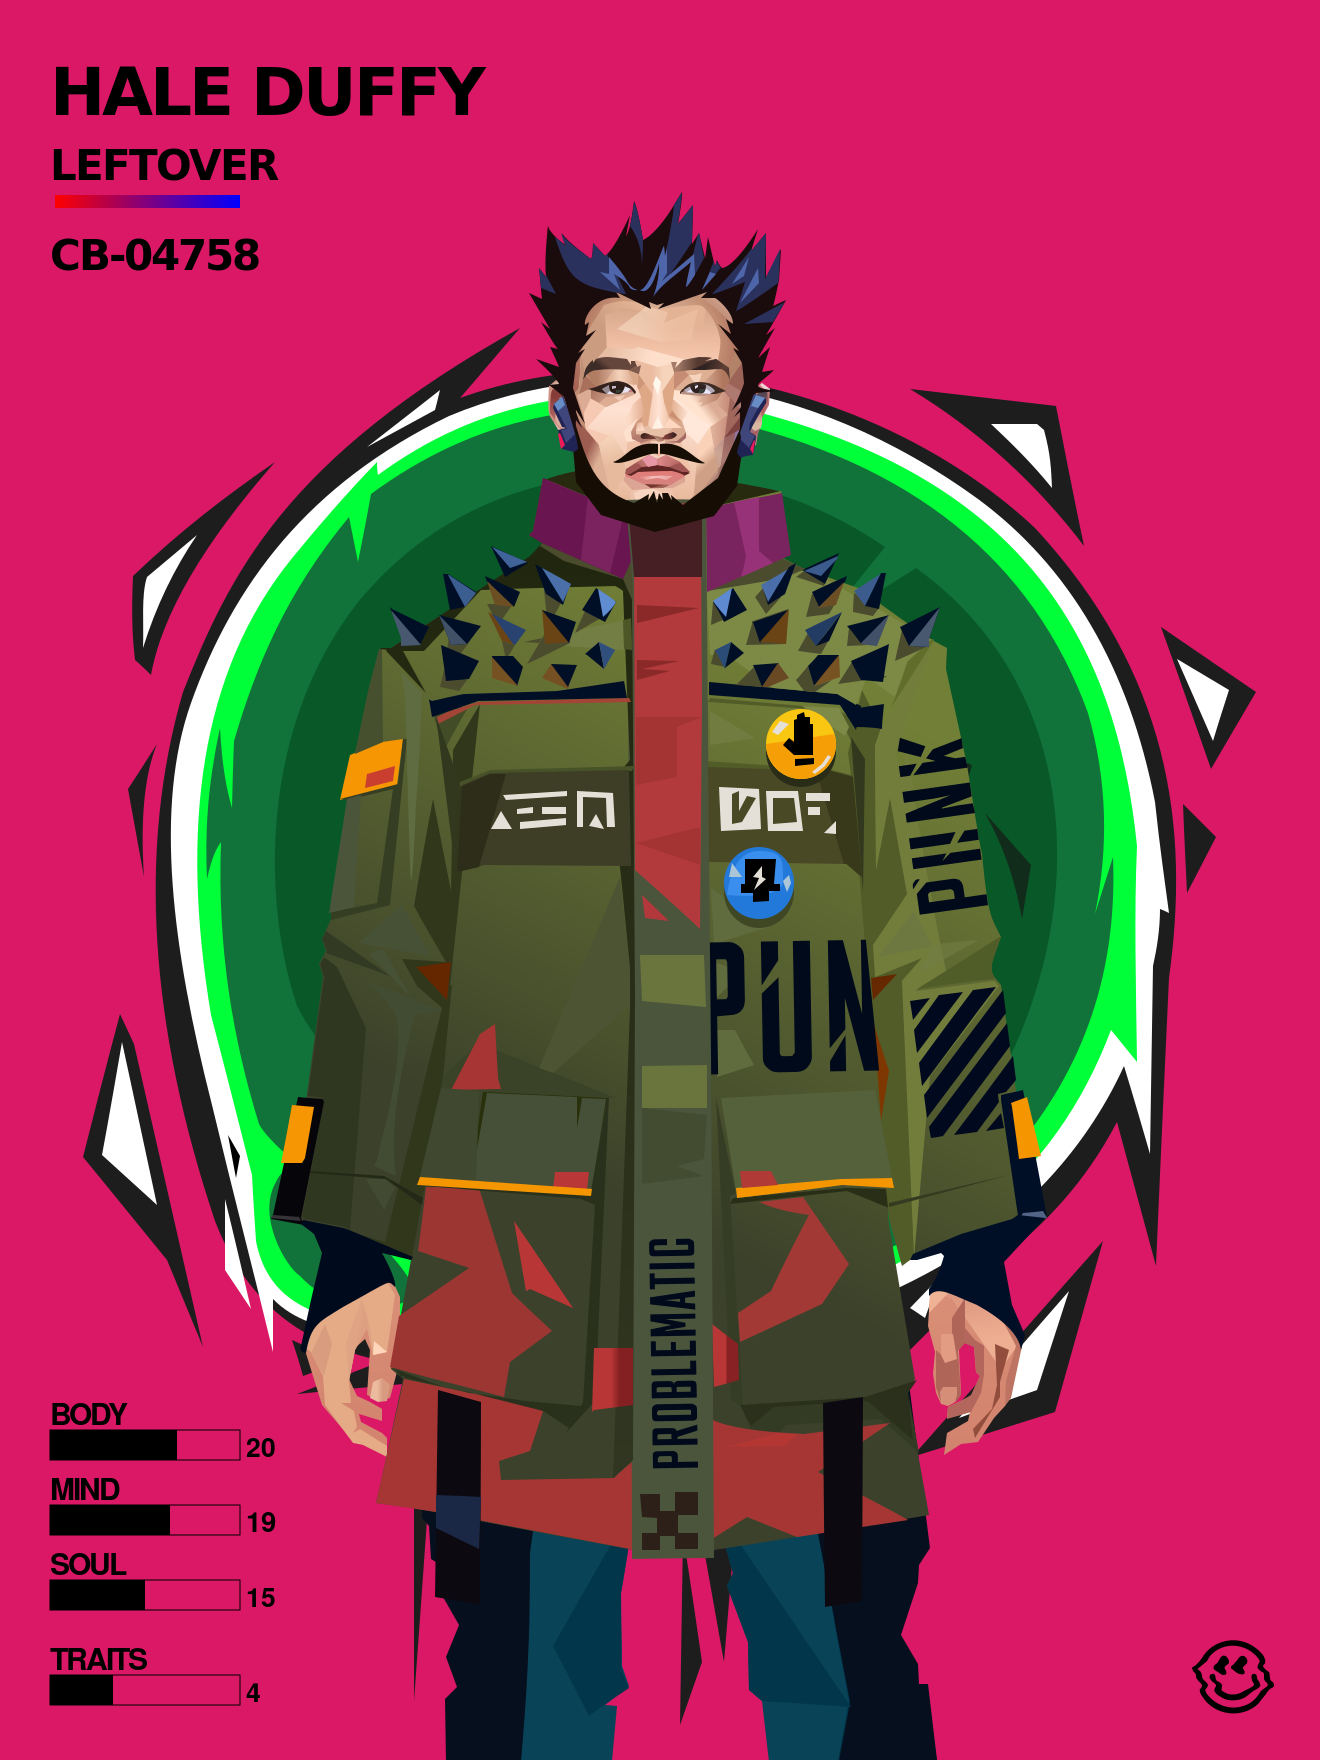 HALE DUFFY
LEFTOVER
CB-04758
PUNK
PUN
PROBLEMATIC
BODY
20
MIND
19
SOUL
15
TRAITS
4